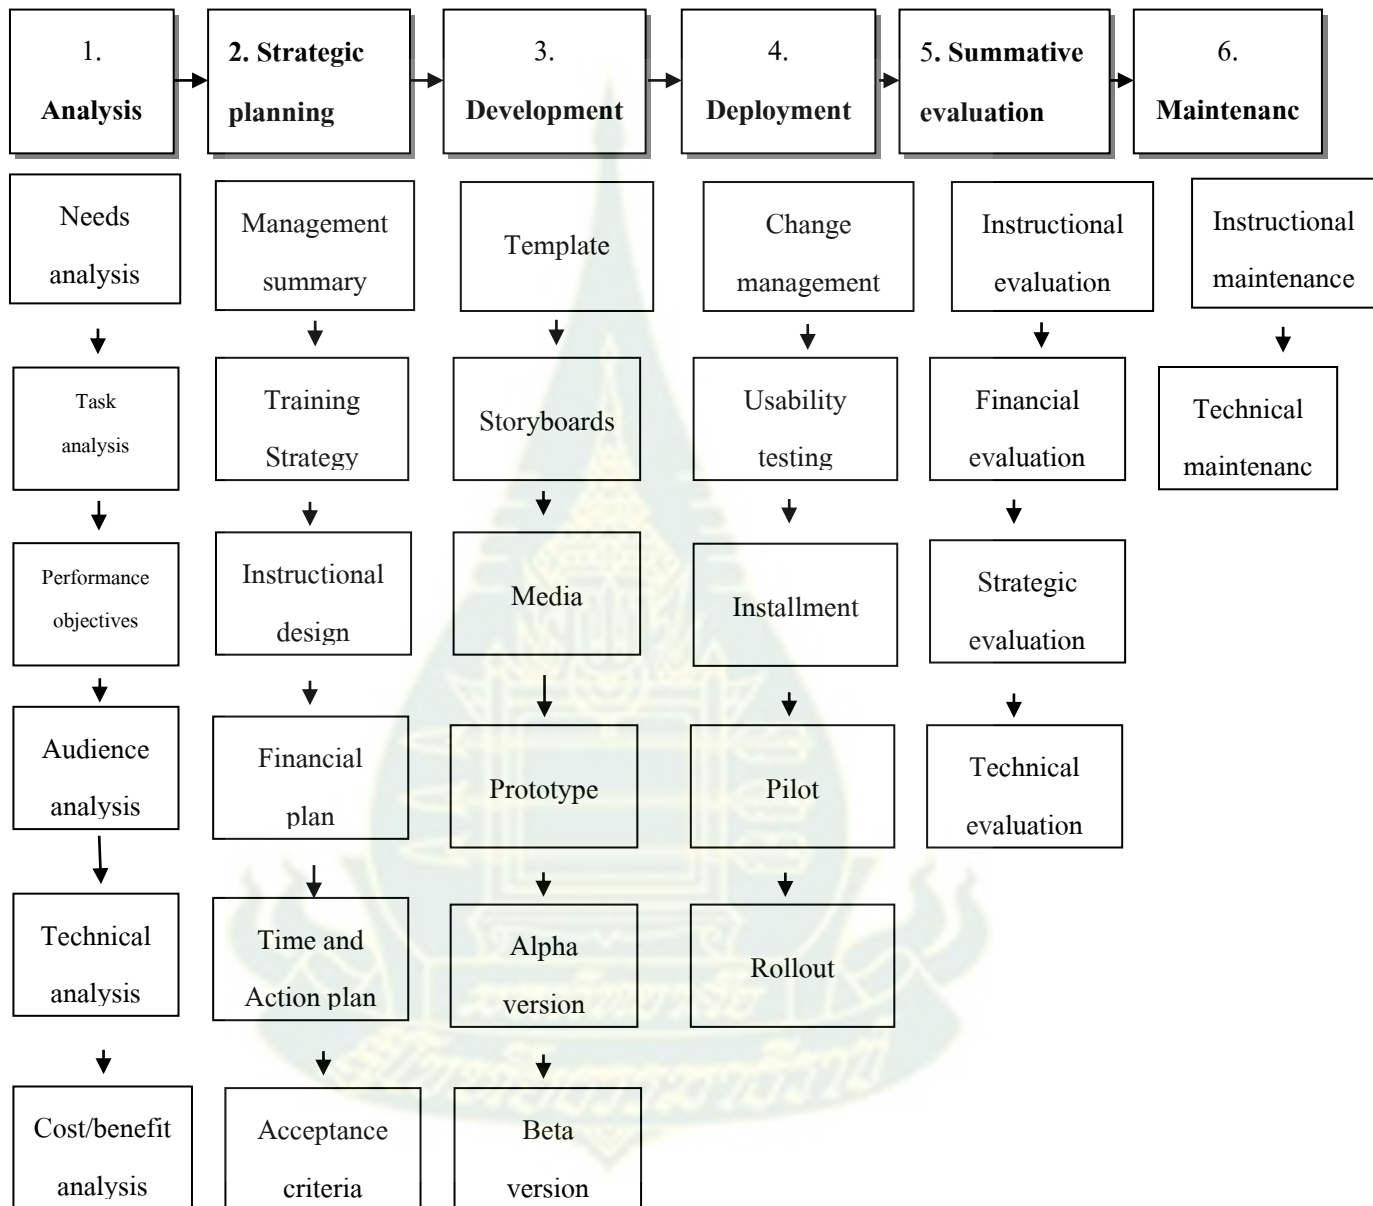 1.
Analysis
2. Strategic
planning
3.
Development
4.
Deployment
5. Summative
evaluation
6.
Maintenanc
Needs
analysis
Task
analysis
Performance
objectives
Audience
analysis
Technical
analysis
Cost/benefit
analysis
Management
summary
Training
Strategy
Instructional
design
Financial
plan
Time and
Action plan
Acceptance
criteria
Template
Storyboards
Media
Prototype
Alpha
version
Beta
version
Change
management
Usability
testing
Installment
Pilot
Rollout
Instructional
evaluation
Financial
evaluation
Strategic
evaluation
Technical
evaluation
Instructional
maintenance
Technical
maintenanc